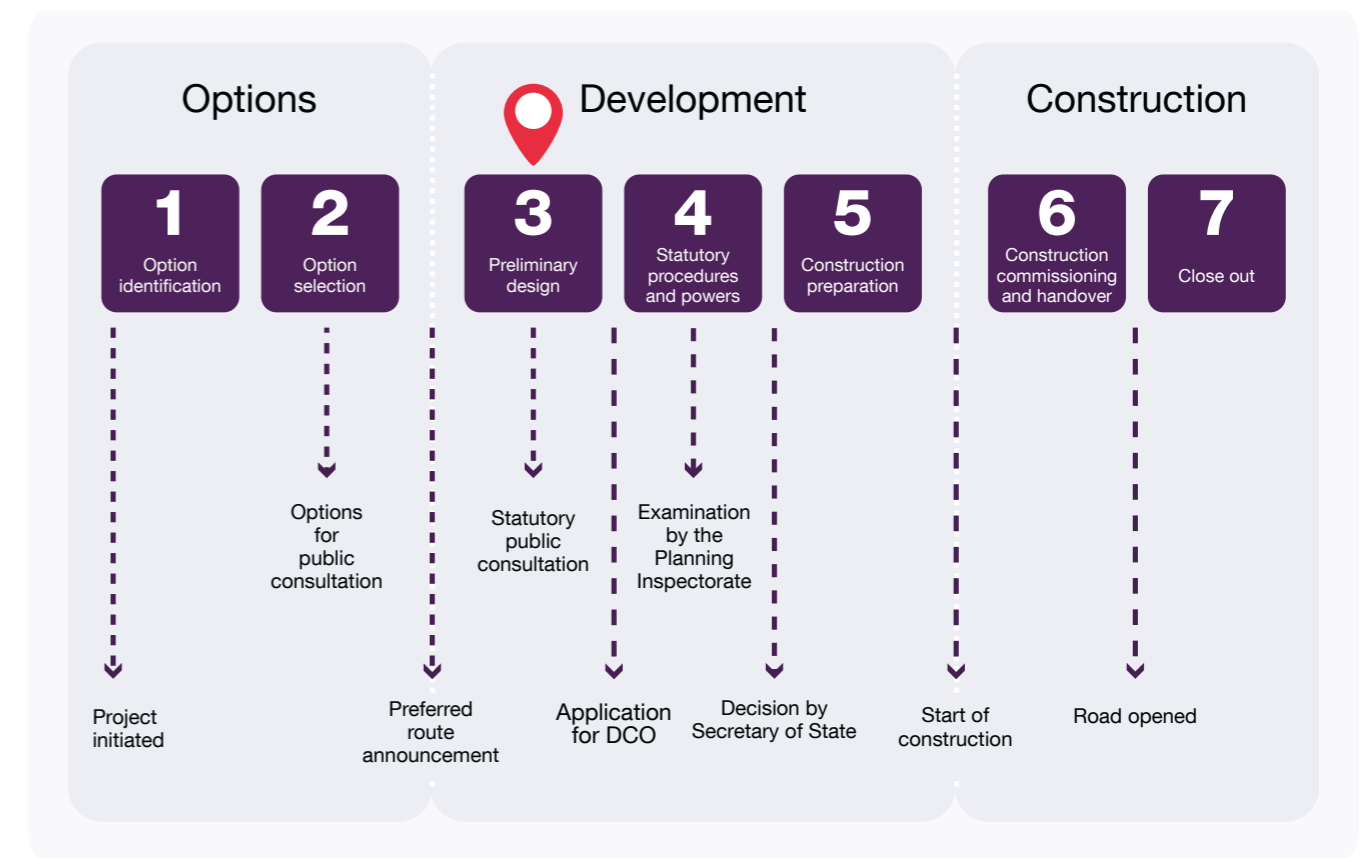 Options
Development
Construction
1
Option
identification
2
Option
selection
3
Preliminary
design
4
Statutory
procedures
and powers
5
Construction
preparation
6
Construction
commissioning
and handover
7
Close out
Options
for
public
consultation
Statutory
public
consultation
Examination
by the
Planning
Inspectorate
Project
initiated
Preferred
route
announcement
Application
for DCO
Decision by
Secretary of State
Start of
construction
Road opened